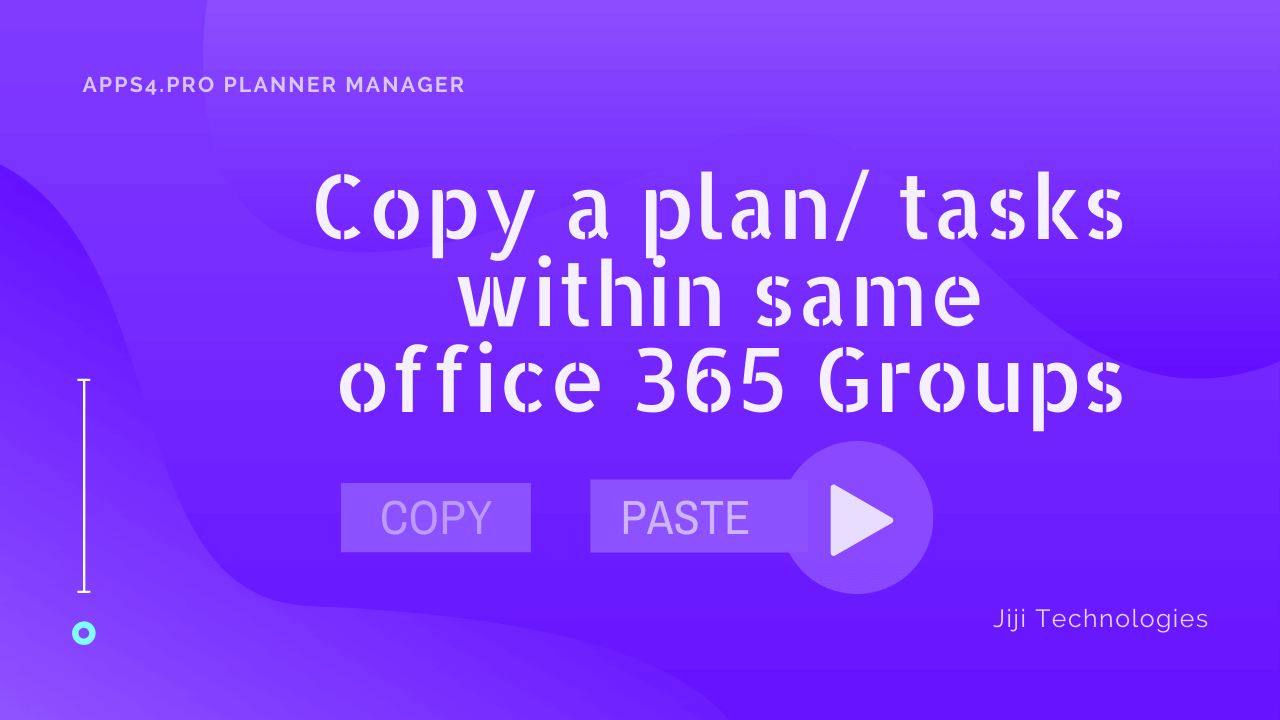 APPS4.PRO PLANNER MANAGER
Copy a plan/ tasks
within same
office 365 Groups
COPY
PASTE
Jiji Technologies